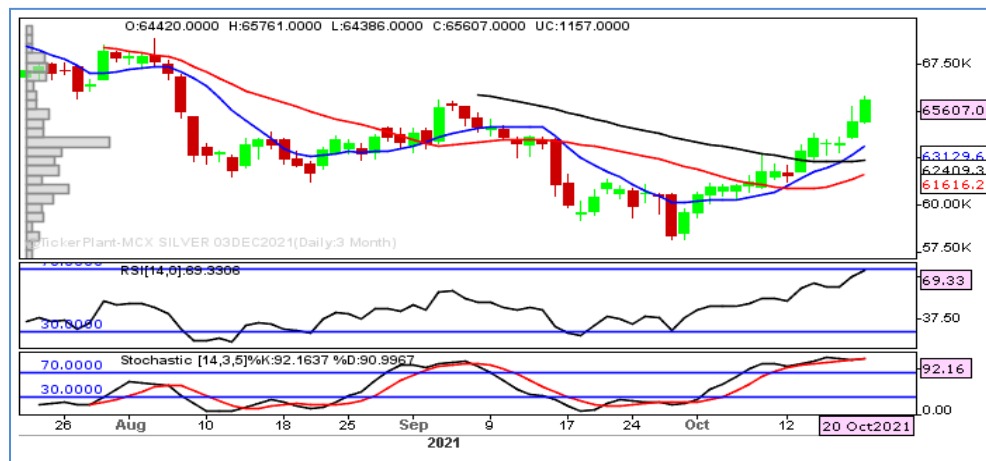 O:64420.0000 H:65761.0000 L:64386.0000 C:65607.0000 UC:1157.0000
67.50K
65607.0
63129.6
62409.3
61616.2
60.00K
57.50K
TickerPlant-MCX SILVER 03DEC2021(Daily:3 Month)
70.0000 RSI[14,0]:69.3306
69.33
37.50
30.0000
Stochastic [14,3,5]%K:92.1637 %D:90.9967
70.0000
92.16
30.0000
0.00
26 Aug 10 18 25 Sep 9 17 24 Oct 12 20 Oct2021
2021